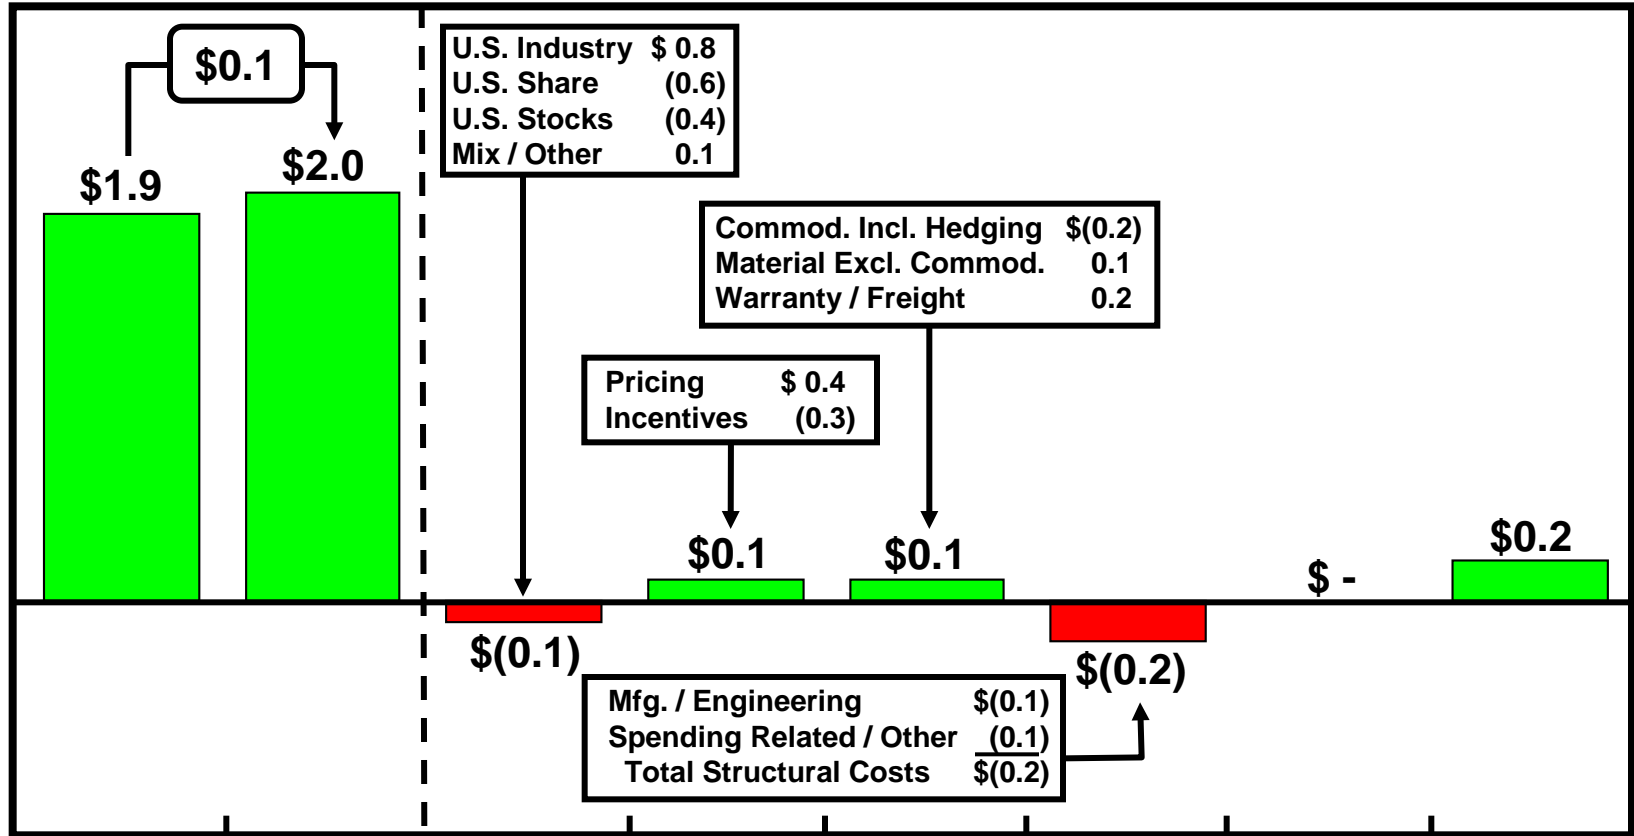 $0.1
$1.9
$2.0
U.S. Industry $ 0.8
U.S. Share (0.6)
U.S. Stocks (0.4)
Mix / Other 0.1
Commod. Incl. Hedging $(0.2)
Material Excl. Commod. 0.1
Warranty / Freight 0.2
Pricing $ 0.4
Incentives (0.3)
$(0.1)
$0.1
$0.1
$(0.2)
$ -
$0.2
Mfg. / Engineering $(0.1)
Spending Related / Other (0.1)
Total Structural Costs $(0.2)